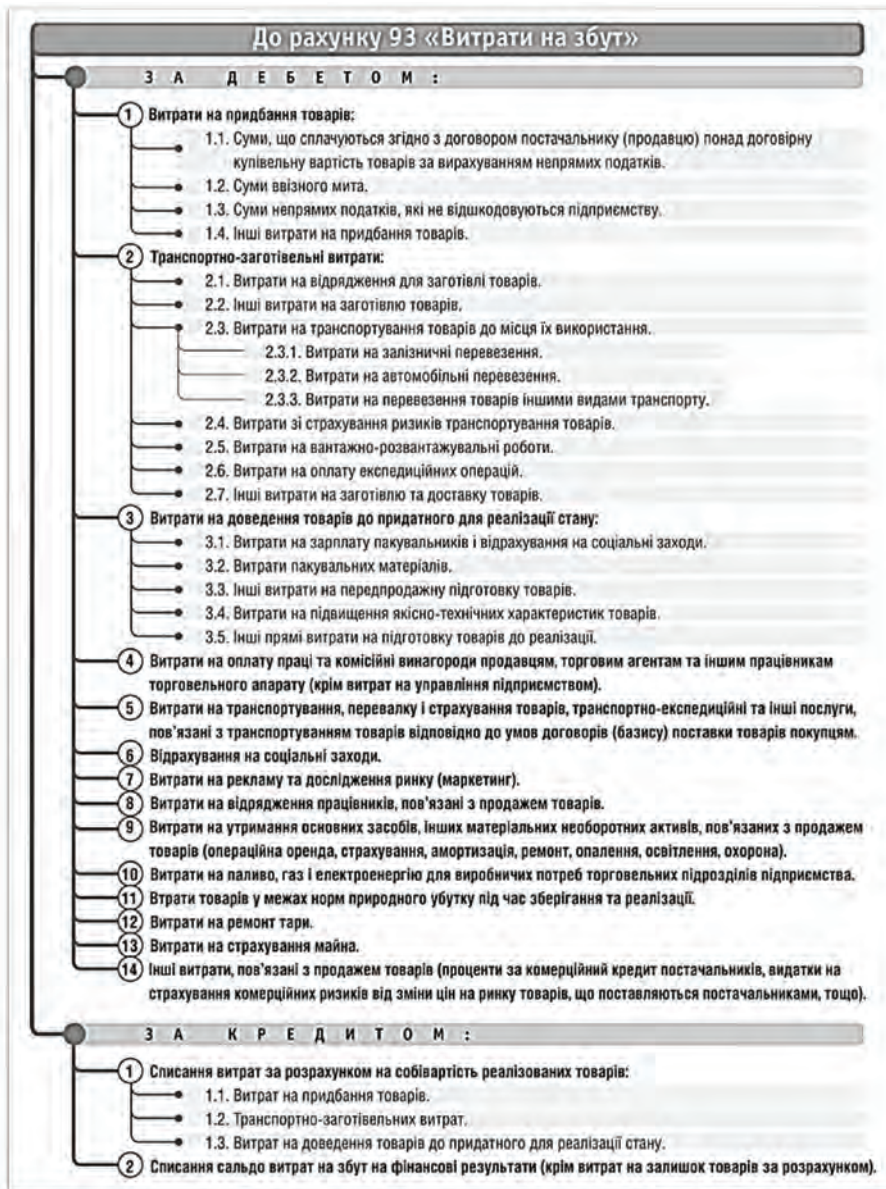 До рахунку 93 «Витрати на збут»
ЗА ДЕБЕТОМ:
1 Витрати на придбання товарів:
1.1. Суми, що сплачуються згідно з договором постачальнику (продавцю) понад договірну
купівельну вартість товарів за вирахуванням непрямих податків.
1.2. Суми ввізного мита.
1.3. Суми непрямих податків, які не відшкодовуються підприємству.
1.4. Інші витрати на придбання товарів.
2 Транспортно-заготівельні витрати:
2.1. Витрати на відрядження для заготівлі товарів.
2.2. Інші витрати на заготівлю товарів.
2.3. Витрати на транспортування товарів до місця їх використання.
2.3.1. Витрати на залізничні перевезення.
2.3.2. Витрати на автомобільні перевезення.
2.3.3. Витрати на перевезення товарів іншими видами транспорту.
2.4. Витрати зі страхування ризиків транспортування товарів.
2.5. Витрати на вантажно-розвантажувальні роботи.
2.6. Витрати на оплату експедиційних операцій.
2.7. Інші витрати на заготівлю та доставку товарів.
3 Витрати на доведення товарів до придатного для реалізації стану:
3.1. Витрати на зарплату пакувальників і відрахування на соціальні заходи.
3.2. Витрати пакувальних матеріалів.
3.3. Інші витрати на передпродажну підготовку товарів.
3.4. Витрати на підвищення якісно-технічних характеристик товарів.
3.5. Інші прямі витрати на підготовку товарів до реалізації.
4 Витрати на оплату праці та комісійні винагороди продавцям, торговим агентам та іншим працівникам
торговельного апарату (крім витрат на управління підприємством).
5 Витрати на транспортування, перевалку і страхування товарів, транспортно-експедиційні та інші послуги,
пов'язані з транспортуванням товарів відповідно до умов договорів (базису) поставки товарів покупцям.
6 Відрахування на соціальні заходи.
7 Витрати на рекламу та дослідження ринку (маркетинг).
8 Витрати на відрядження працівників, пов'язані з продажем товарів.
9 Витрати на утримання основних засобів, інших матеріальних необоротних активів, пов'язаних з продажем
товарів (операційна оренда, страхування, амортизація, ремонт, опалення, освітлення, охорона).
10 Витрати на паливо, газ і електроенергію для виробничих потреб торговельних підрозділів підприємства.
11 Втрати товарів у межах норм природного убутку під час зберігання та реалізації.
12 Витрати на ремонт тари.
13 Витрати на страхування майна.
14 Інші витрати, пов'язані з продажем товарів (проценти за комерційний кредит постачальників, видатки на
страхування комерційних ризиків від зміни цін на ринку товарів, що поставляються постачальниками, тощо).
ЗА КРЕДИТОМ:
1 Списання витрат за розрахунком на собівартість реалізованих товарів:
1.1. Витрат на придбання товарів.
1.2. Транспортно-заготівельних витрат.
1.3. Витрат на доведення товарів до придатного для реалізації стану.
2 Списання сальдо витрат на збут на фінансові результати (крім витрат на залишок товарів за розрахунком).